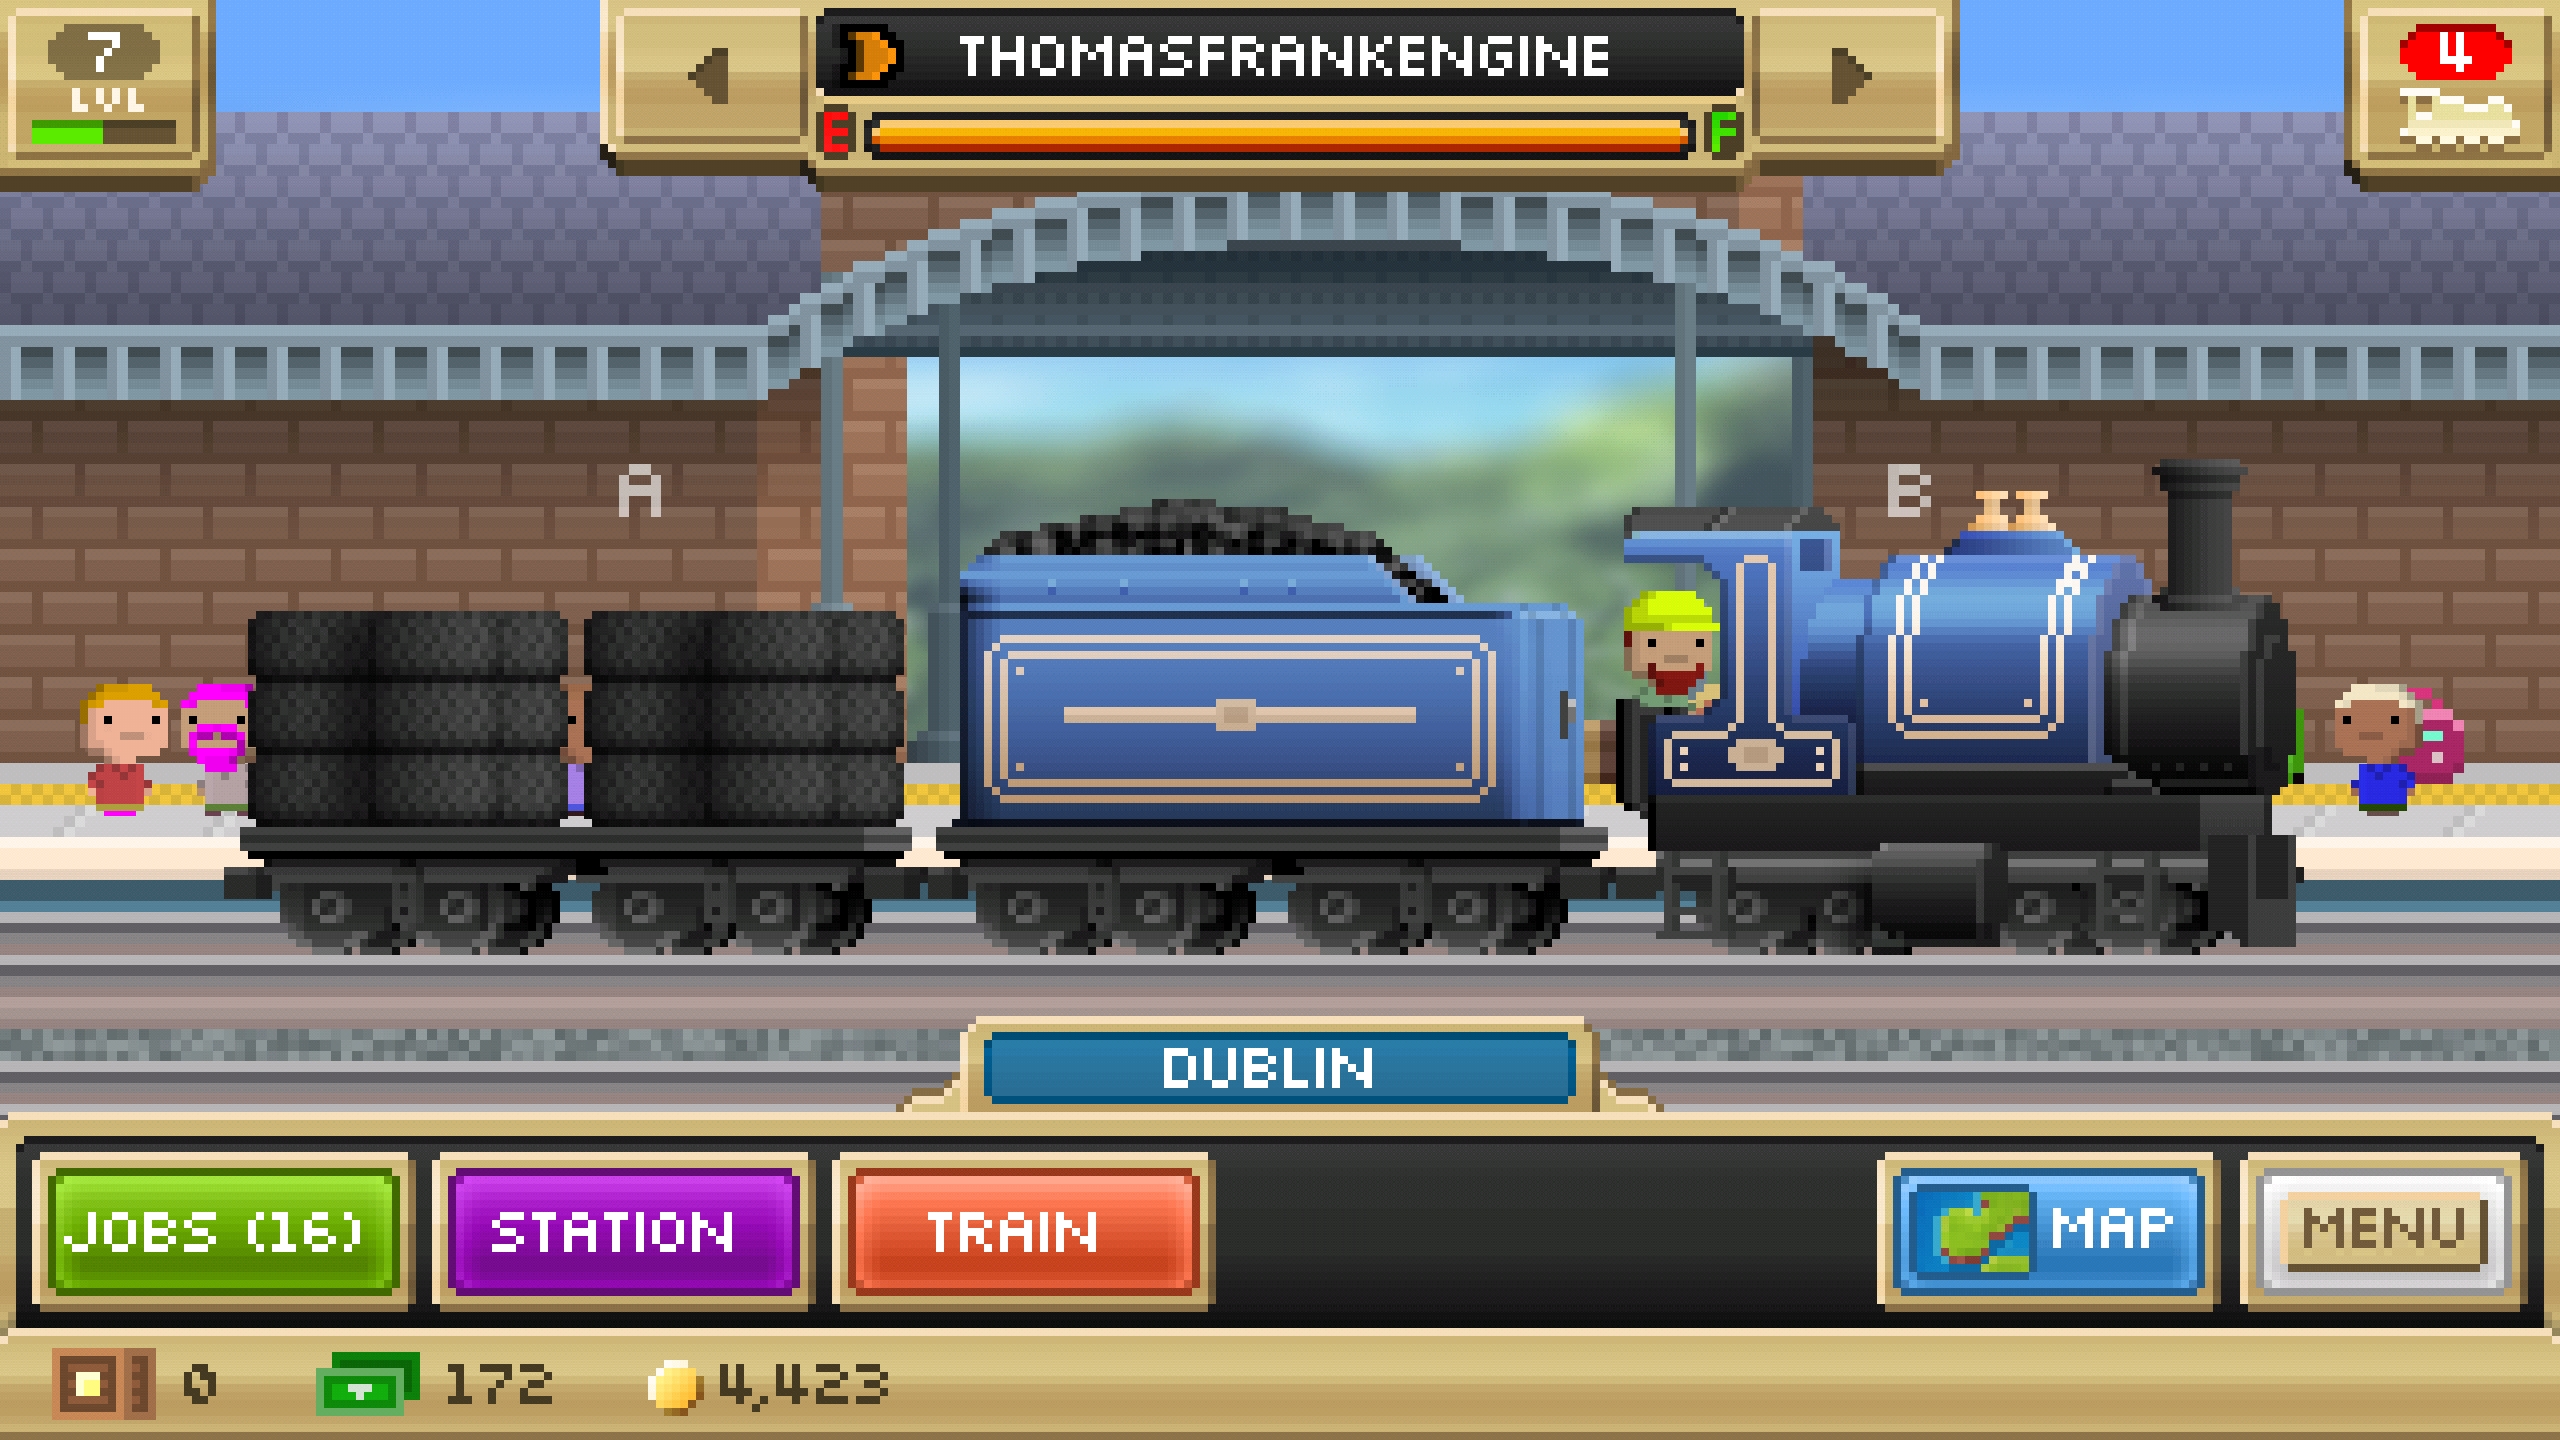 7
LVL
THOMASFRANKENGINE
E F
4
A
B
DUBLIN
JOBS (16)
STATION
TRAIN
MAP
MENU
0
172
4,423